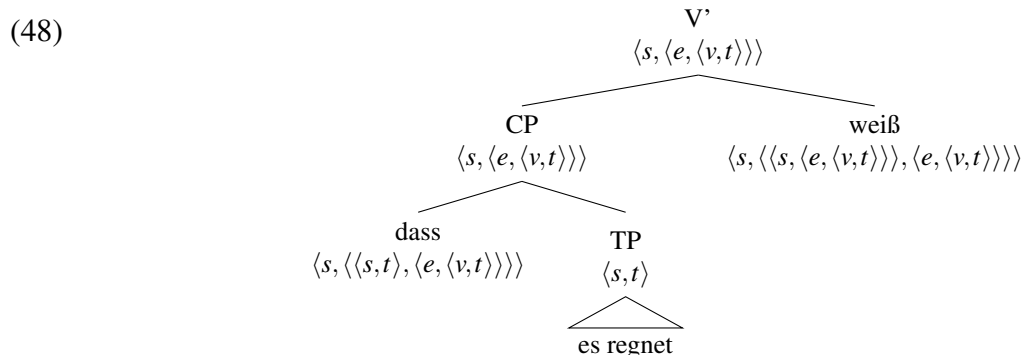 (48)
V’
⟨s,⟨e,⟨v,t⟩⟩⟩
CP weiß
⟨s,⟨e,⟨v,t⟩⟩⟩ ⟨s,⟨⟨s,⟨e,⟨v,t⟩⟩⟩,⟨e,⟨v,t⟩⟩⟩⟩
dass TP
⟨s,⟨⟨s,t⟩,⟨e,⟨v,t⟩⟩⟩⟩ ⟨s,t⟩
es regnet